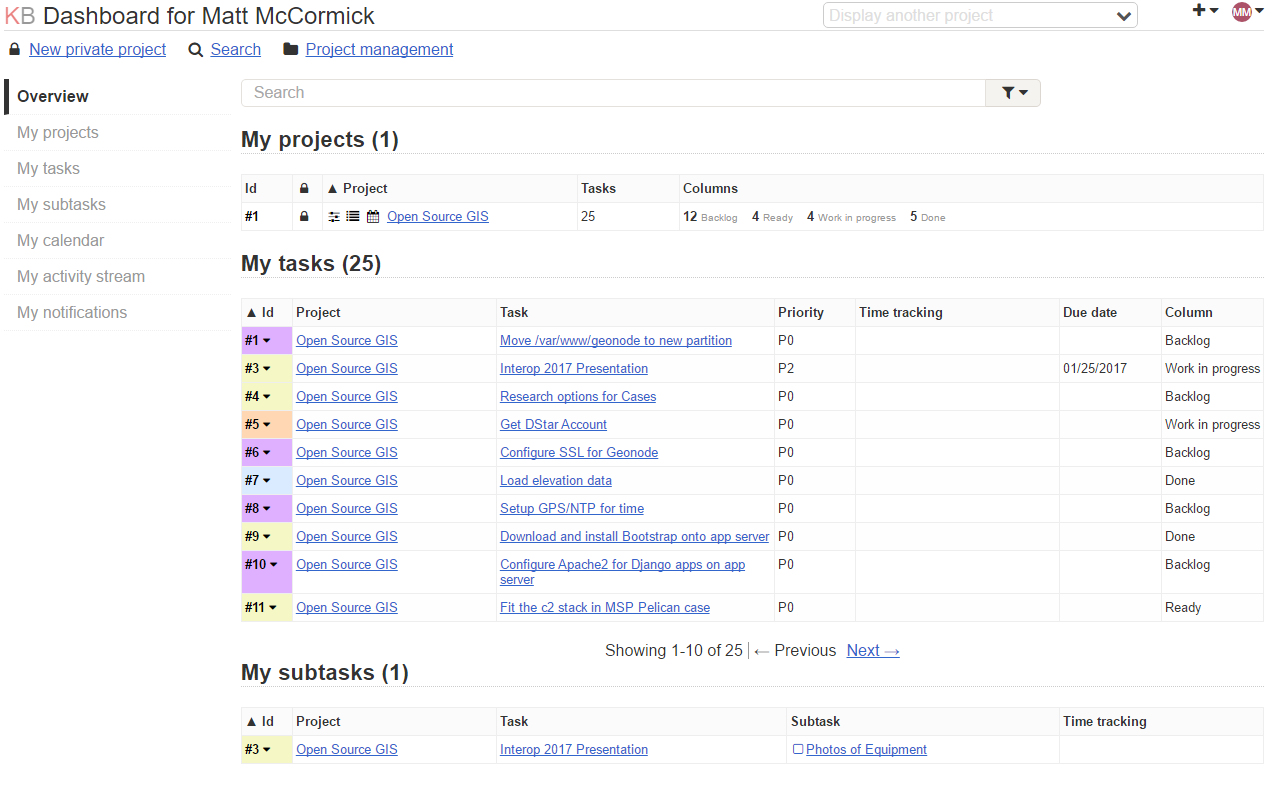 KB Dashboard for Matt McCormick Display another project MM
New private project Search Project management
Overview
My projects
My tasks
My subtasks
My calendar
My activity stream
My notifications
Search
My projects (1)
Id ▲ Project Tasks Columns
#1 Open Source GIS 25 12 Backlog 4 Ready 4 Work in progress 5 Done
My tasks (25)
▲ Id Project Task Priority Time tracking Due date Column
#1 Open Source GIS Move /var/www/geonode to new partition P0 Backlog
#3 Open Source GIS Interop 2017 Presentation P2 01/25/2017 Work in progress
#4 Open Source GIS Research options for Cases P0 Backlog
#5 Open Source GIS Get DStar Account P0 Work in progress
#6 Open Source GIS Configure SSL for Geonode P0 Backlog
#7 Open Source GIS Load elevation data P0 Done
#8 Open Source GIS Setup GPS/NTP for time P0 Backlog
#9 Open Source GIS Download and install Bootstrap onto app server P0 Done
#10 Open Source GIS Configure Apache2 for Django apps on app P0 Backlog
server
#11 Open Source GIS Fit the c2 stack in MSP Pelican case P0 Ready
Showing 1-10 of 25 ← Previous Next →
My subtasks (1)
▲ Id Project Task Subtask Time tracking
#3 Open Source GIS Interop 2017 Presentation Photos of Equipment